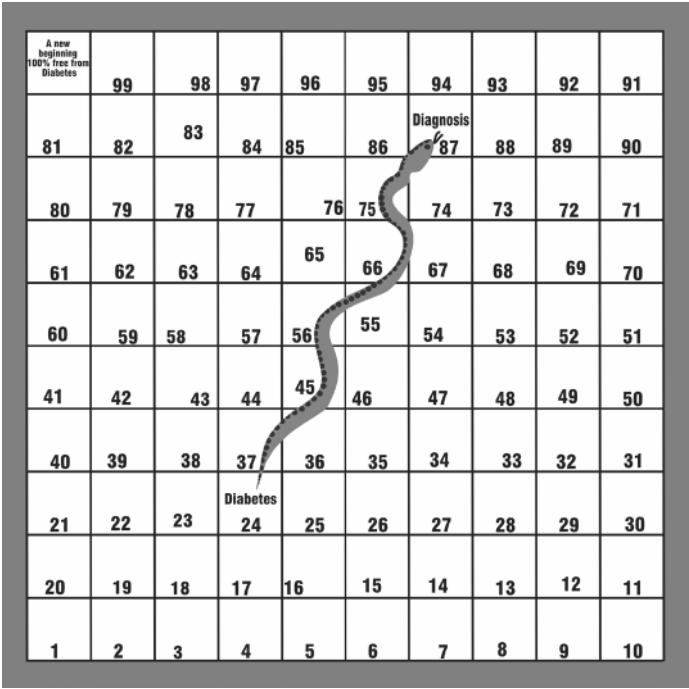 A new
beginning
100% free from
Diabetes
99 98 97 96 95 94 93 92 91
Diagnosis
81 82 83 84 85 86 87 88 89 90
80 79 78 77 76 75 74 73 72 71
61 62 63 64 65 66 67 68 69 70
60 59 58 57 56 55 54 53 52 51
41 42 43 44 45 46 47 48 49 50
40 39 38 37 36 35 34 33 32 31
Diabetes
21 22 23 24 25 26 27 28 29 30
20 19 18 17 16 15 14 13 12 11
1 2 3 4 5 6 7 8 9 10